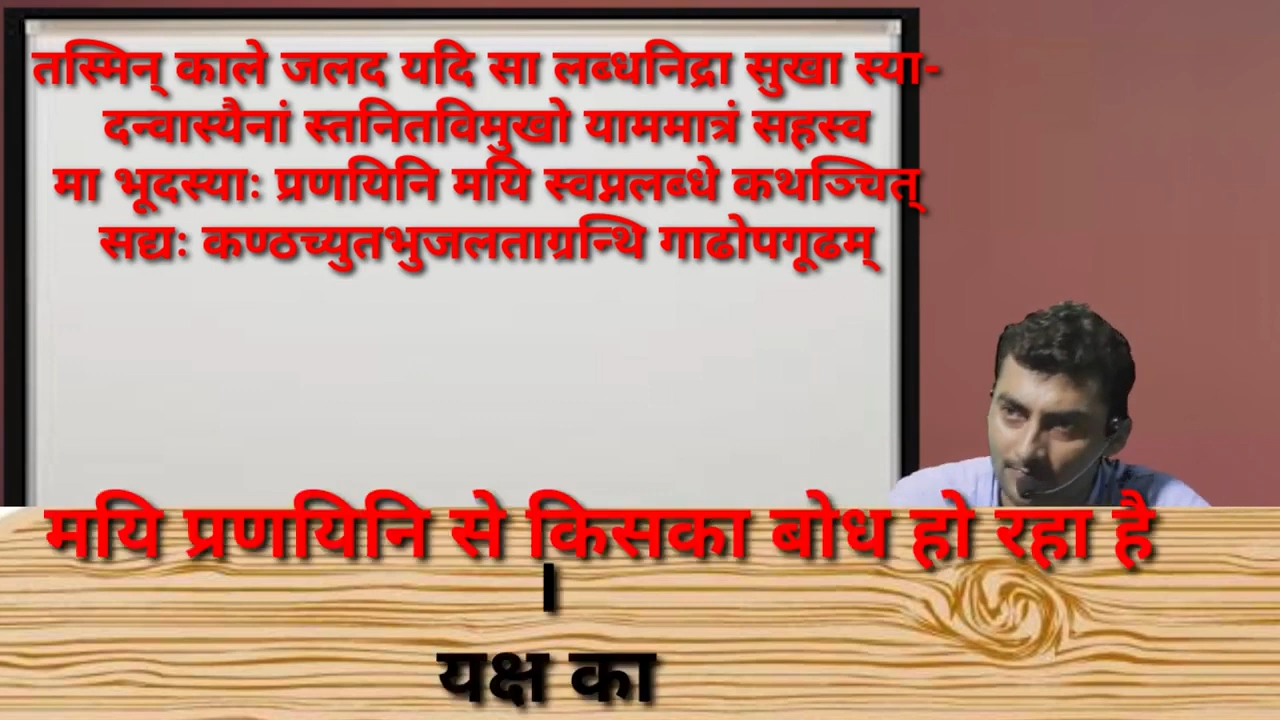 तस्मिन् काले जलद यदि सा लब्धनिद्रा सुखा स्या-
दन्वास्यैनां स्तनितविमुखो याममात्रं सहस्व
मा भूदस्याः प्रणयिनि मयि स्वप्नलब्धे कथञ्चित्
सद्यः कण्ठच्युतभुजलताग्रन्थि गाढोपगूढम्
मयि प्रणयिनि से किसका बोध हो रहा है
।
यक्ष का